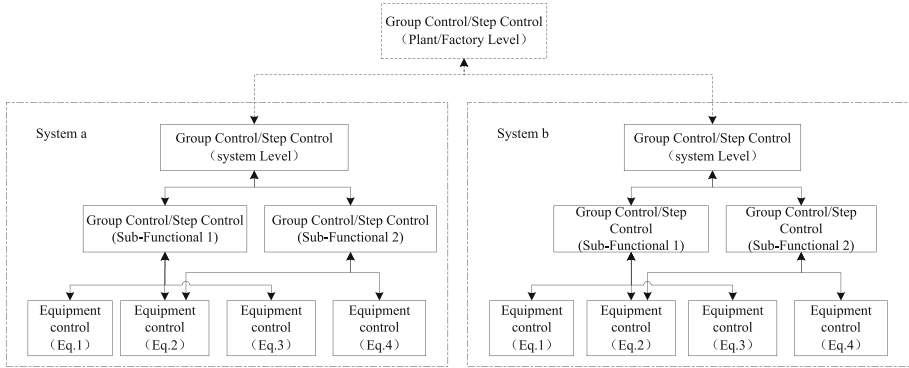 Group Control/Step Control
（Plant/Factory Level）
System a
Group Control/Step Control
（system Level）
Group Control/Step Control
(Sub-Functional 1)
Group Control/Step Control
(Sub-Functional 2)
Equipment
control
（Eq.1）
Equipment
control
（Eq.2）
Equipment
control
（Eq.3）
Equipment
control
（Eq.4）
System b
Group Control/Step Control
（system Level）
Group Control/Step
Control
(Sub-Functional 1)
Group Control/Step
Control
(Sub-Functional 2)
Equipment
control
（Eq.1）
Equipment
control
（Eq.2）
Equipment
control
（Eq.3）
Equipment
control
（Eq.4）